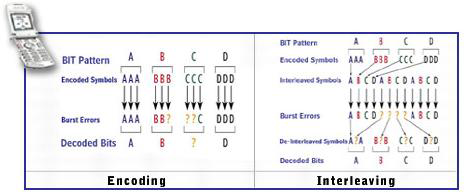 BIT Pattern A B C D
Encoded Symbols AAA BBB CCC DDD
Burst Errors AAA BB? ??C DDD
Decoded Bits A B ? D
Encoding
BIT Pattern A B C D
Encoded Symbols AAA BBB CCC DDD
Interleaved Symbols A B C D A B C D A B C D
Burst Errors A B C D ? ? ? ? A B C D
De-Interleaved Symbols A?A B?B C?C D?D
Decoded Bits A B C D
Interleaving